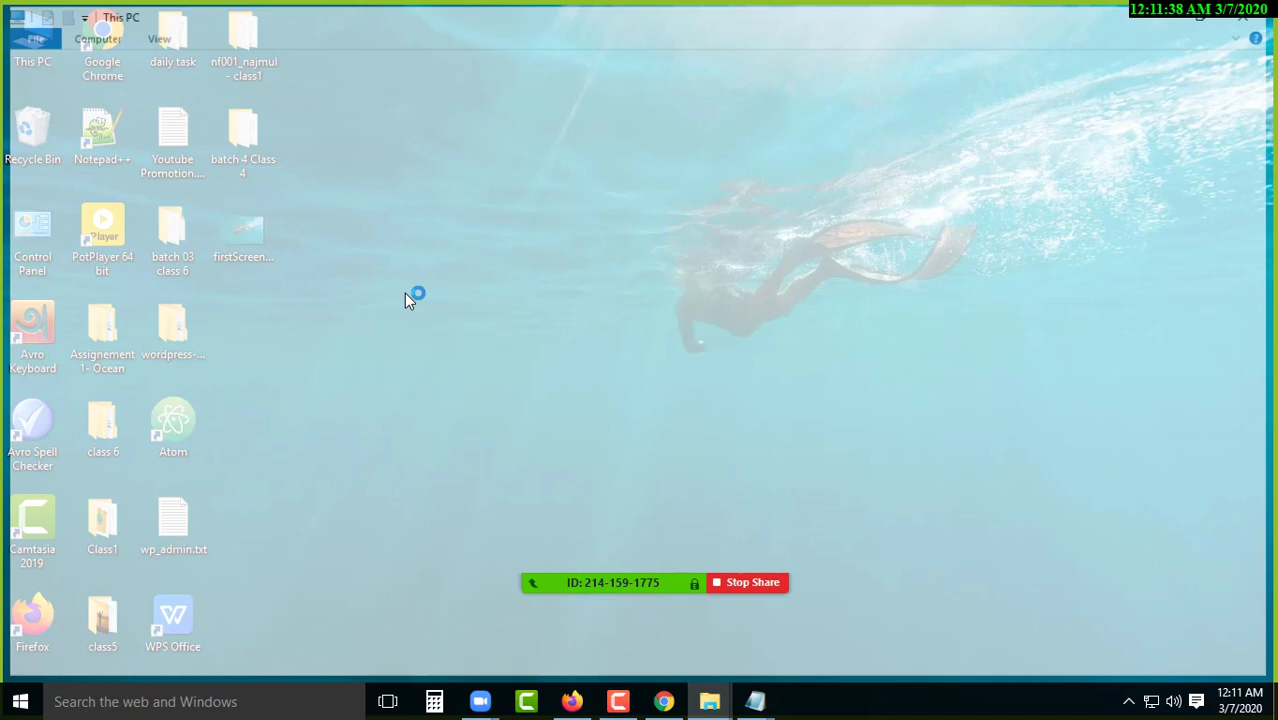 12:11:38 AM 3/7/2020
This PC
File
Computer
View
This PC
Google
Chrome
daily task
nf001_najmul
- class1
Recycle Bin
Notepad++
Youtube
Promotion....
batch 4 Class
4
Control
Panel
Player
PotPlayer 64
bit
batch 03
class 6
firstScreen...
Avro
Keyboard
Assignement
1- Ocean
wordpress-...
Avro Spell
Checker
class 6
Atom
Camtasia
2019
Class1
wp_admin.txt
ID: 214-159-1775
Stop Share
Firefox
class5
WPS Office
Search the web and Windows
12:11 AM
3/7/2020